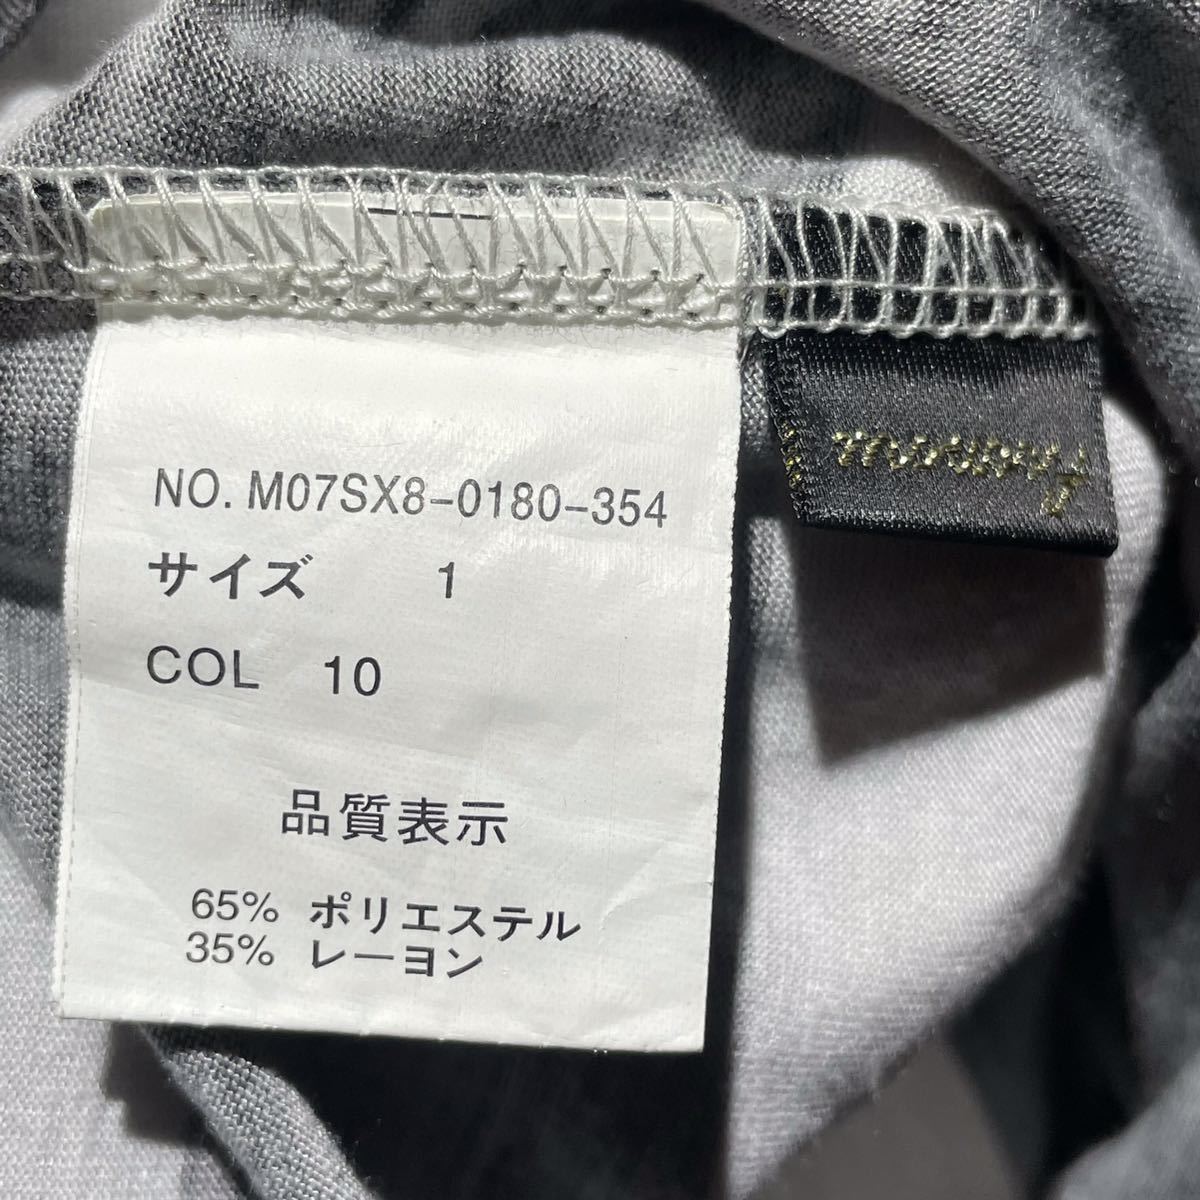 NO. M07SX8-0180-354
サイズ 1
COL 10
品質表示
65% ポリエステル
35% レーヨン